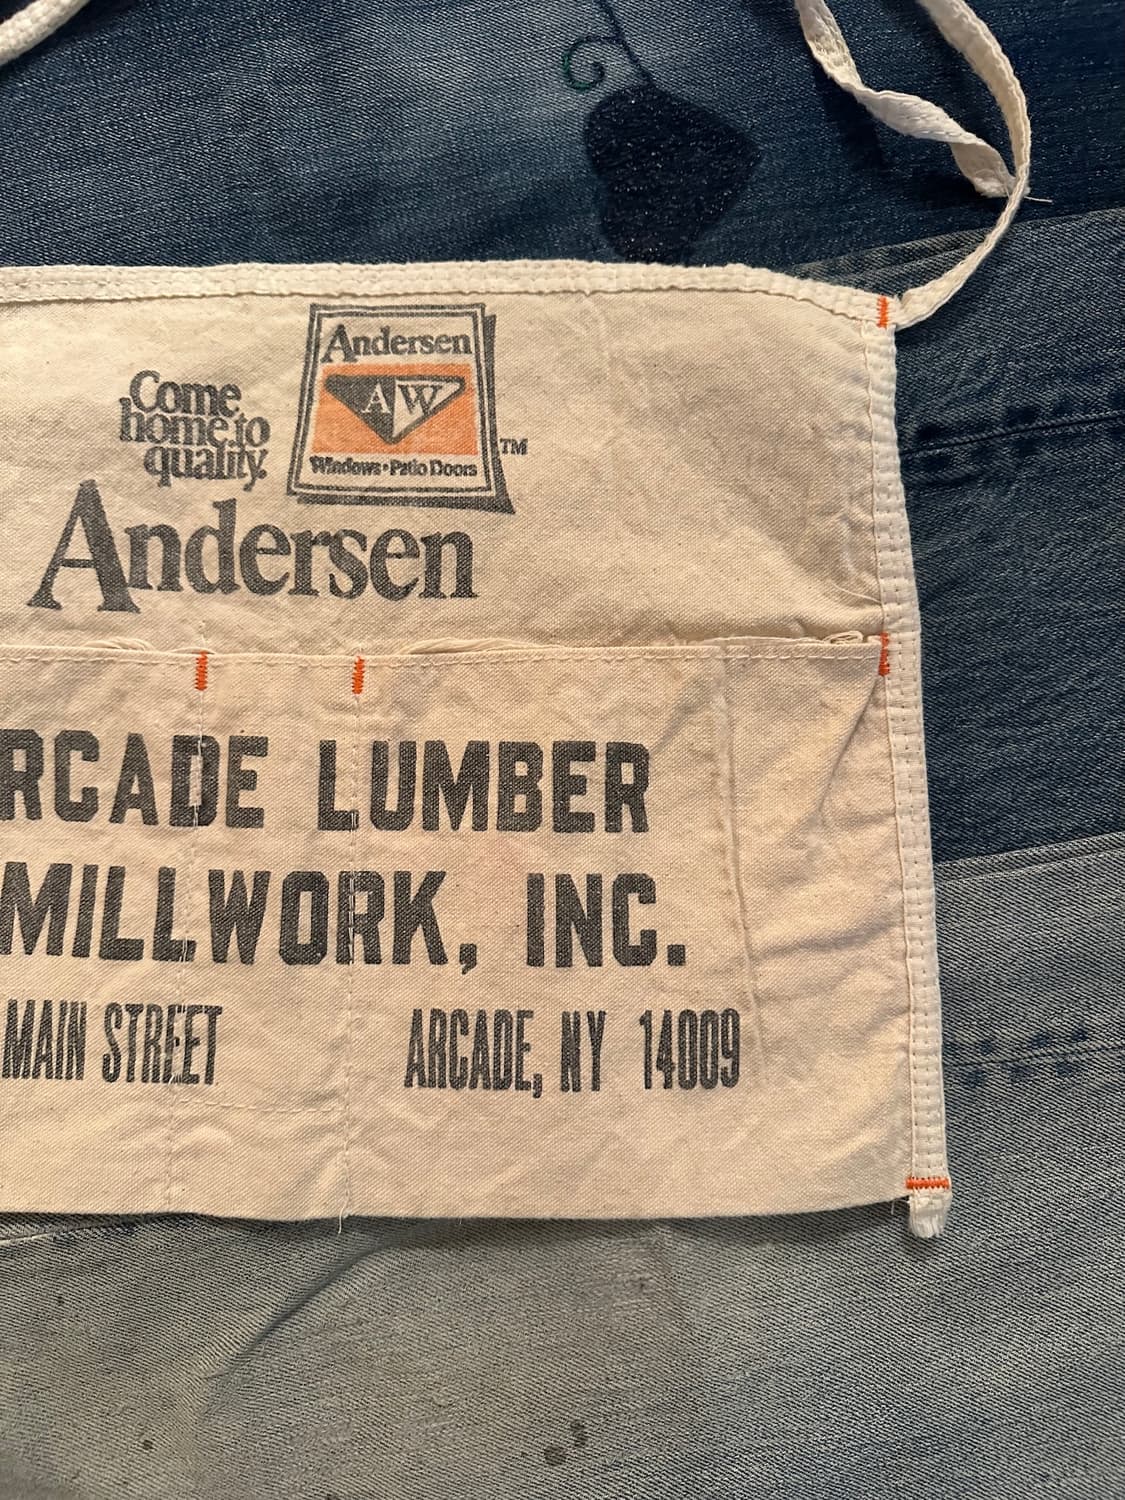 Andersen
AW
Windows • Patio Doors
TM
Come
home to
quality.
Andersen
RCADE LUMBER
MILLWORK, INC.
MAIN STREET ARCADE, NY 14009